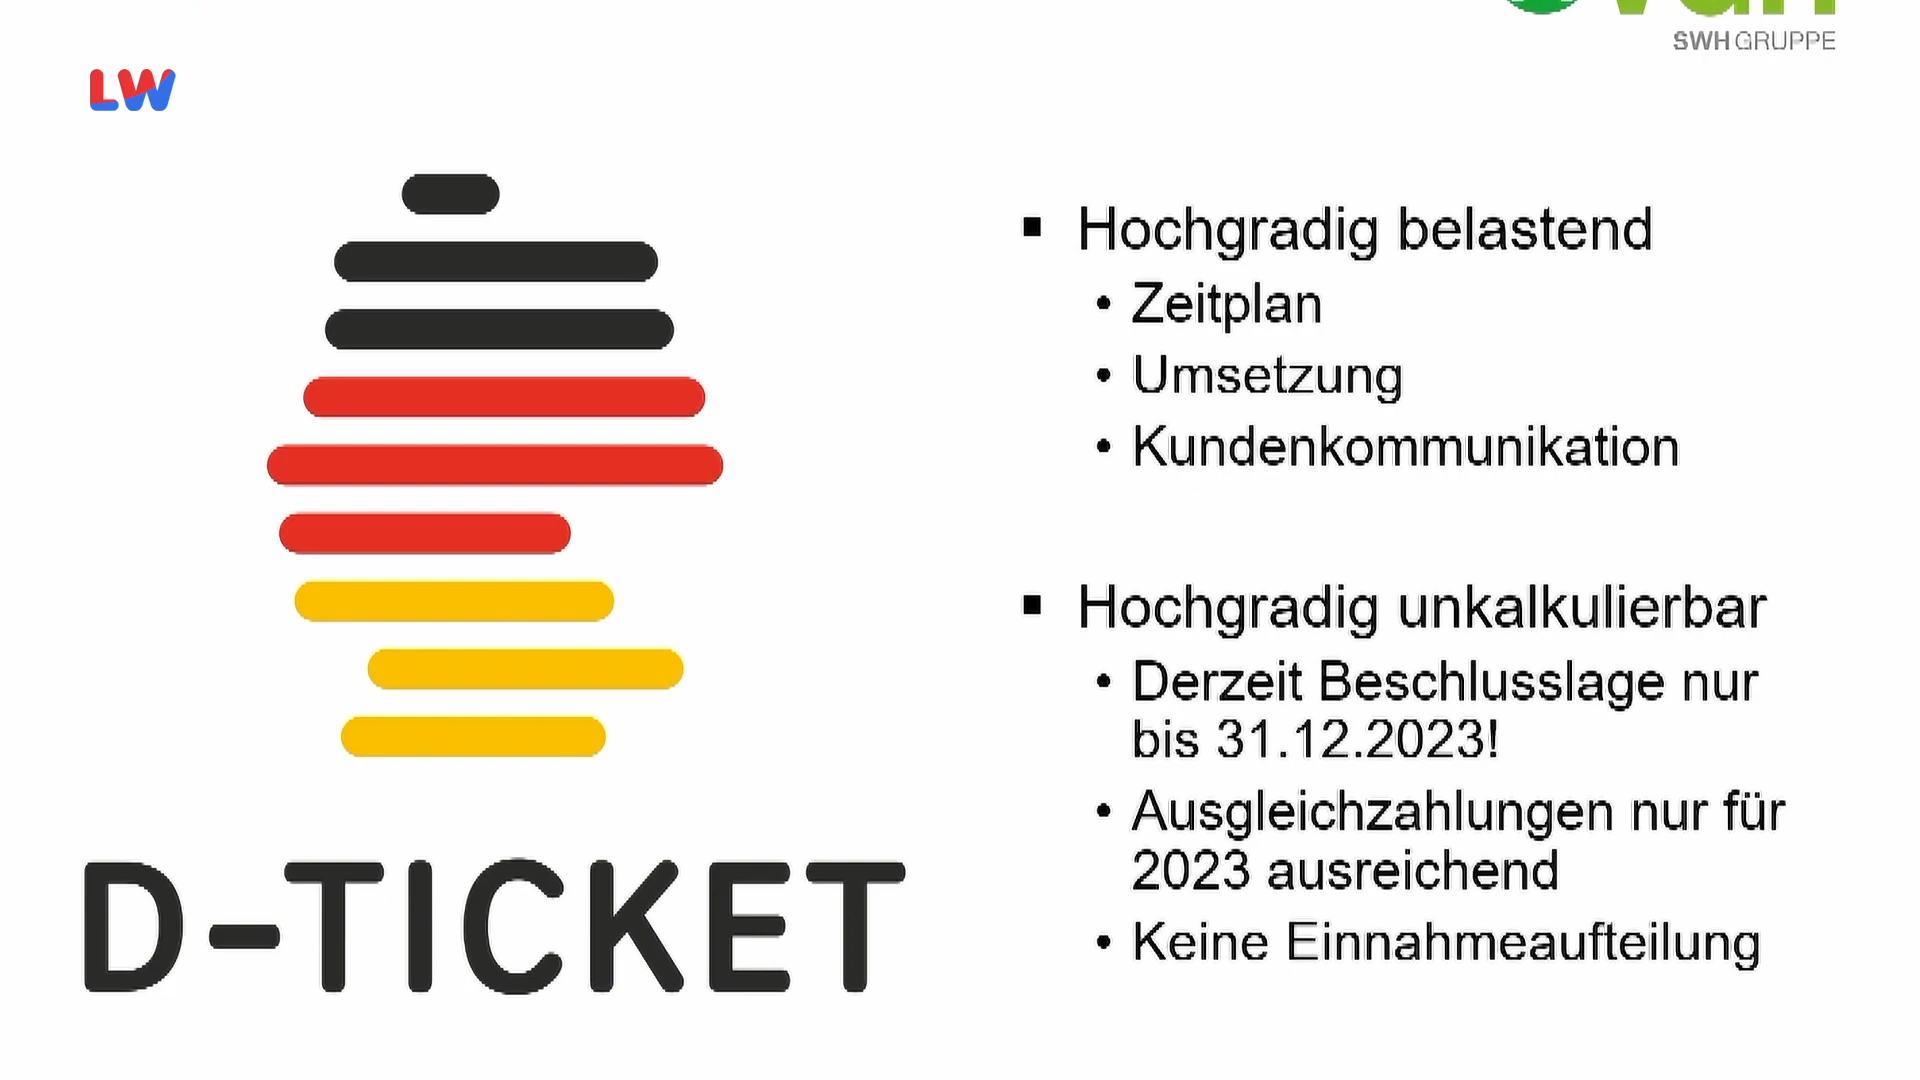 SWH GRUPPE
LW
Hochgradig belastend
Zeitplan
Umsetzung
Kundenkommunikation
Hochgradig unkalkulierbar
Derzeit Beschlusslage nur
bis 31.12.2023!
Ausgleichzahlungen nur für
2023 ausreichend
Keine Einnahmeaufteilung
D-TICKET